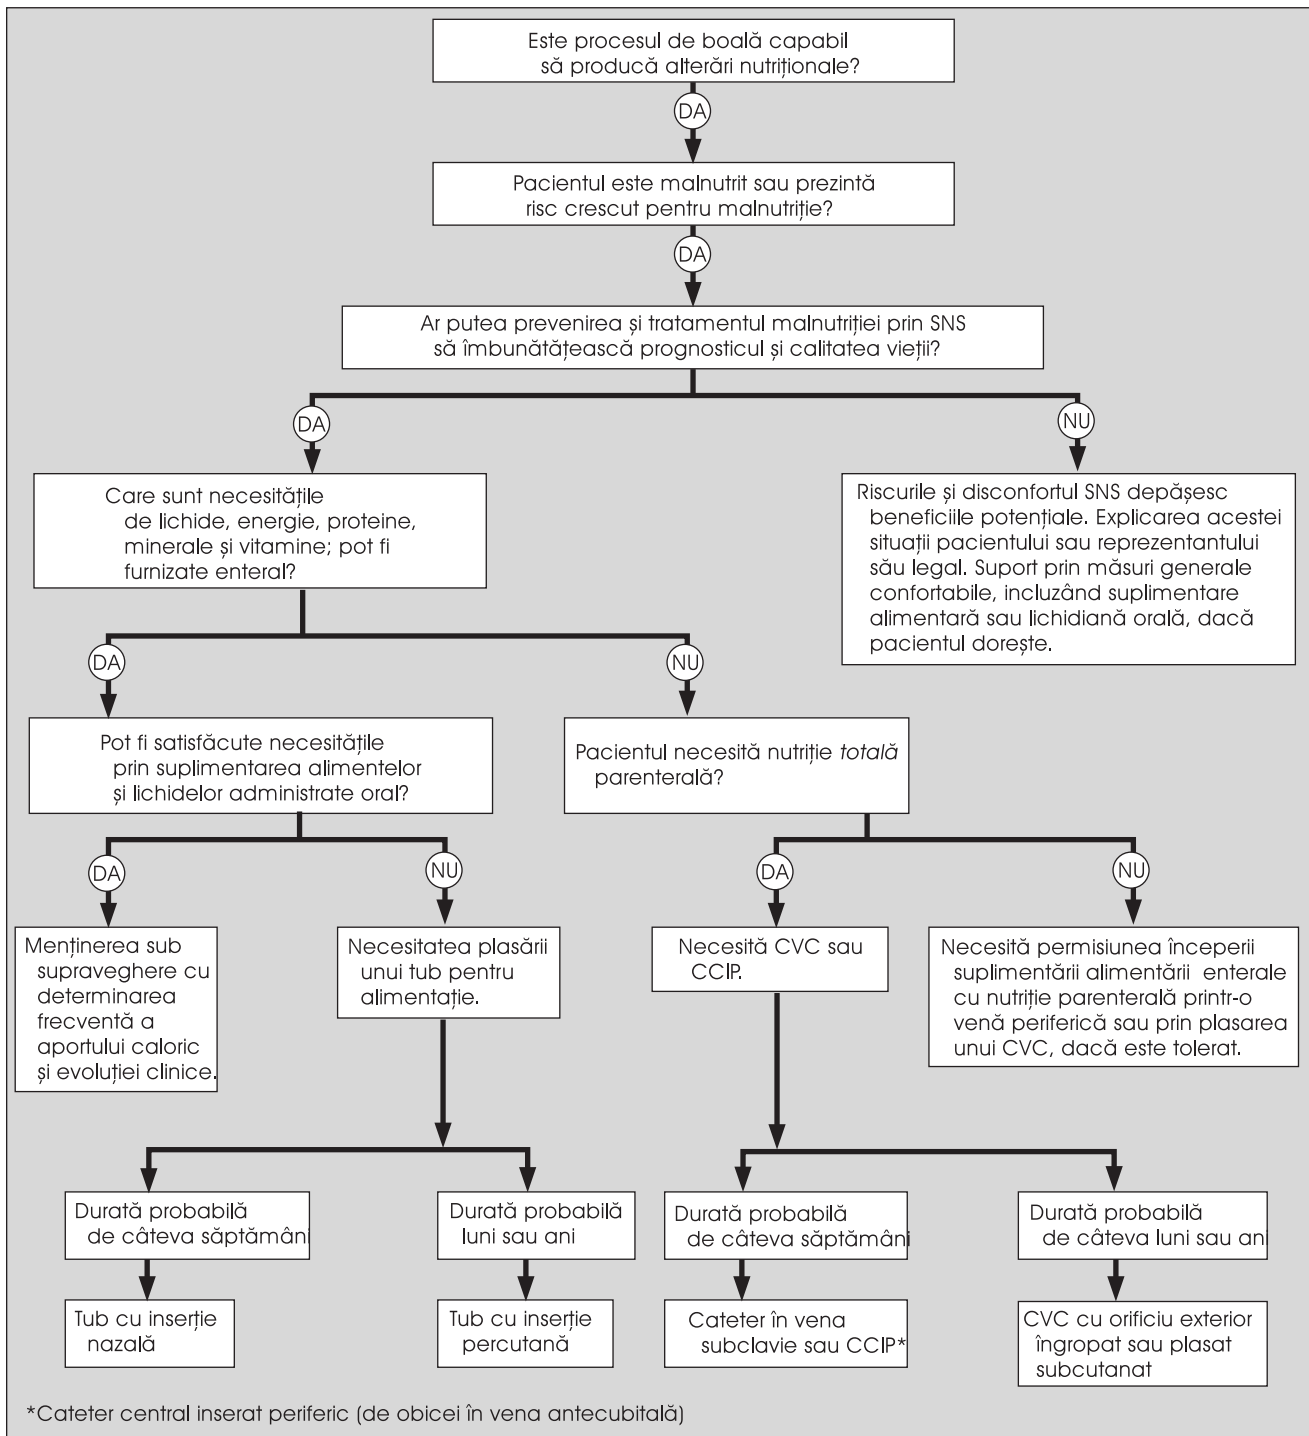 Este procesul de boală capabil
să producă alterări nutriționale?
DA
Pacientul este malnutrit sau prezintă
risc crescut pentru malnutriție?
DA
Ar putea prevenirea și tratamentul malnutriției prin SNS
să îmbunătățească prognosticul și calitatea vieții?
DA
NU
Care sunt necesitățile
de lichide, energie, proteine,
minerale și vitamine; pot fi
furnizate enteral?
Riscurile și disconfortul SNS depășesc
beneficiile potențiale. Explicarea acestei
situații pacientului sau reprezentantului
său legal. Suport prin măsuri generale
confortabile, incluzând suplimentare
alimentară sau lichidiană orală, dacă
pacientul dorește.
DA
NU
Pot fi satisfăcute necesitățile
prin suplimentarea alimentelor
și lichidelor administrate oral?
Pacientul necesită nutriție totală
parenterală?
DA
NU
DA
NU
Menținerea sub
supraveghere cu
determinarea
frecventă a
aportului caloric
și evoluției clinice.
Necesitatea plasării
unui tub pentru
alimentație.
Necesită CVC sau
CCIP.
Necesită permisiunea începerii
suplimentării alimentării enterale
cu nutriție parenterală printr-o
venă periferică sau prin plasarea
unui CVC, dacă este tolerat.
Durată probabilă
de câteva săptămâni
Durată probabilă
luni sau ani
Durată probabilă
de câteva săptămâni
Durată probabilă
de câteva luni sau ani
Tub cu inserție
nazală
Tub cu inserție
percutană
Cateter în vena
subclavie sau CCIP*
CVC cu orificiu exterior
îngropat sau plasat
subcutanat
*Cateter central inserat periferic (de obicei în vena antecubitală)